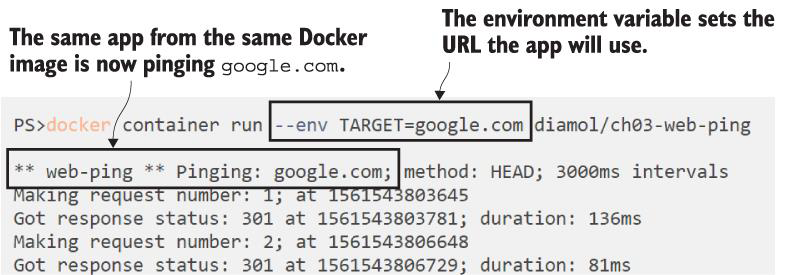 The same app from the same Docker
image is now pinging google.com.
The environment variable sets the
URL the app will use.
PS>docker container run --env TARGET=google.com diamol/ch03-web-ping
** web-ping ** Pinging: google.com; method: HEAD; 3000ms intervals
Making request number: 1; at 1561543803645
Got response status: 301 at 1561543803781; duration: 136ms
Making request number: 2; at 1561543806648
Got response status: 301 at 1561543806729; duration: 81ms